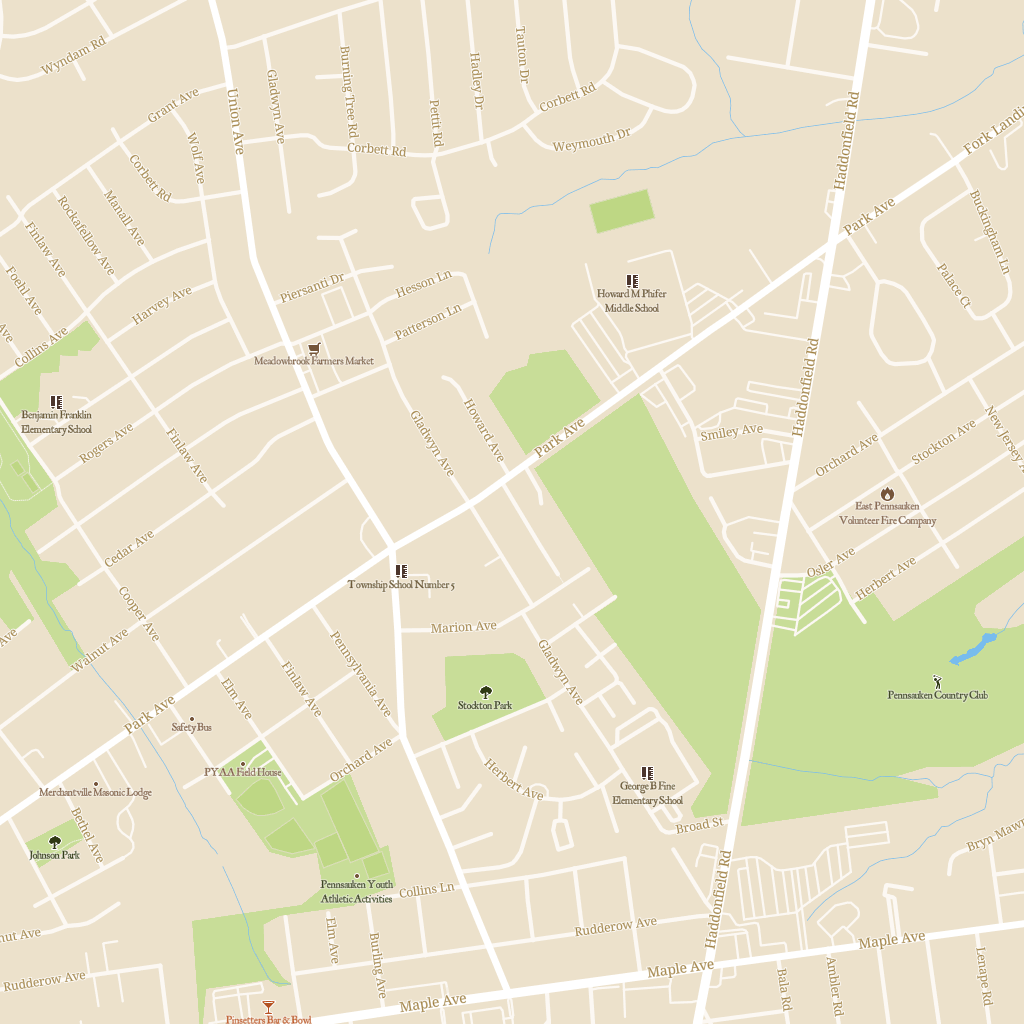 Wyndam Rd
Grant Ave
Union Ave
Gladwyn Ave
Burning Tree Rd
Pettit Rd
Hadley Dr
Tauton Dr
Corbett Rd
Weymouth Dr
Corbett Rd
Haddonfield Rd
Fork Landi
Wolf Ave
Corbett Rd
Manall Ave
Rockafellow Ave
Finlaw Ave
Foehl Ave
Ave
Park Ave
Buckingham Ln
Palace Ct
Piersanti Dr
Hesson Ln
Patterson Ln
Harvey Ave
Collins Ave
Howard M Phifer
Middle School
Meadowbrook Farmers Market
Haddonfield Rd
Benjamin Franklin
Elementary School
Rogers Ave
Finlaw Ave
Gladwyn Ave
Howard Ave
Park Ave
Smiley Ave
Orchard Ave
Stockton Ave
New Jersey A
East Pennsauken
Volunteer Fire Company
Cedar Ave
Osler Ave
Herbert Ave
Township School Number 5
Cooper Ave
Walnut Ave
Marion Ave
Pennsylvania Ave
Gladwyn Ave
Finlaw Ave
Elm Ave
Park Ave
Stockton Park
Pennsauken Country Club
Safety Bus
PYAA Field House
Orchard Ave
Herbert Ave
Merchantville Masonic Lodge
George B Fine
Elementary School
Bethel Ave
Broad St
Johnson Park
Bryn Mawr
Pennsauken Youth
Athletic Activities
Collins Ln
Haddonfield Rd
Rudderow Ave
nut Ave
Elm Ave
Burling Ave
Maple Ave
Maple Ave
Maple Ave
Rudderow Ave
Bala Rd
Ambler Rd
Lenape Rd
Pinsetters Bar & Bowl